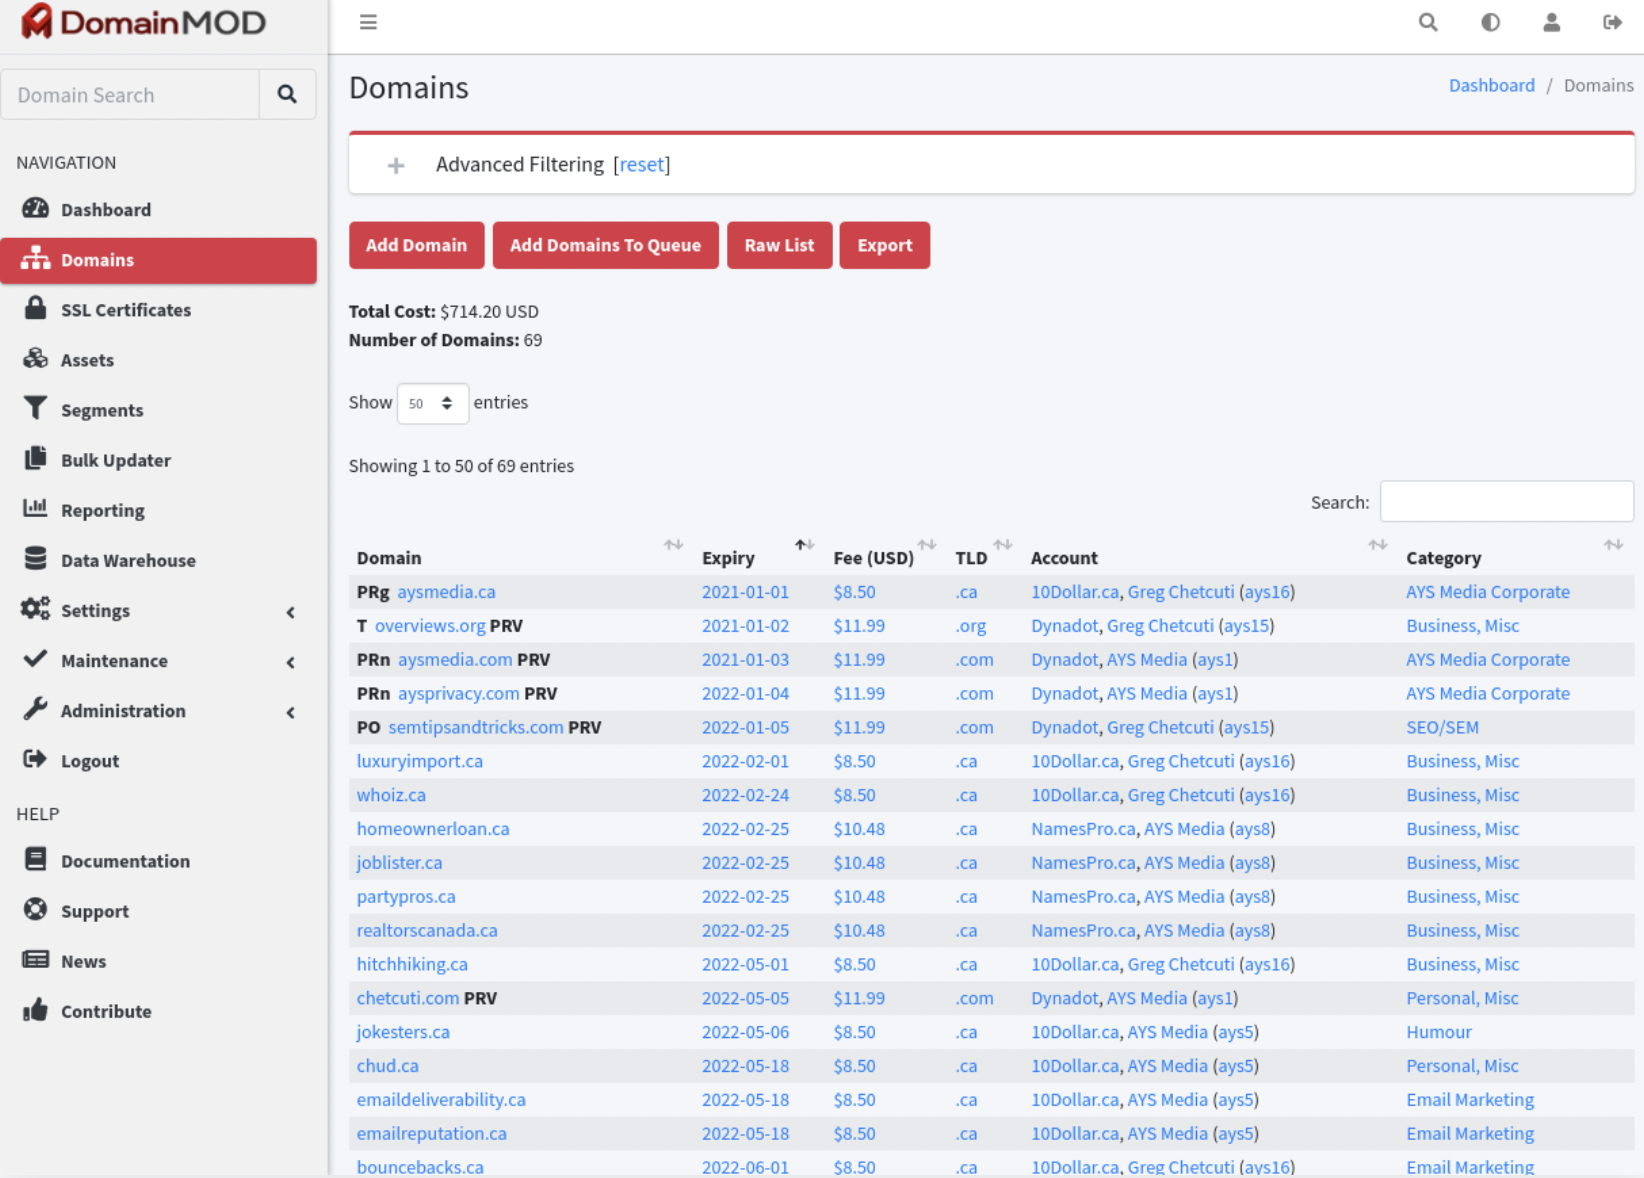 DomainMOD
Domain Search
NAVIGATION
Dashboard
Domains
SSL Certificates
Assets
Segments
Bulk Updater
Reporting
Data Warehouse
Settings
Maintenance
Administration
Logout
HELP
Documentation
Support
News
Contribute
Domains
Dashboard / Domains
Advanced Filtering [reset]
Add Domain Add Domains To Queue Raw List Export
Total Cost: $714.20 USD
Number of Domains: 69
Show 50 entries
Showing 1 to 50 of 69 entries
Search:
Domain Expiry Fee (USD) TLD Account Category
PRg aysmedia.ca 2021-01-01 $8.50 .ca 10Dollar.ca, Greg Chetcuti (ays16) AYS Media Corporate
T overviews.org PRV 2021-01-02 $11.99 .org Dynadot, Greg Chetcuti (ays15) Business, Misc
PRn aysmedia.com PRV 2021-01-03 $11.99 .com Dynadot, AYS Media (ays1) AYS Media Corporate
PRn aysprivacy.com PRV 2022-01-04 $11.99 .com Dynadot, AYS Media (ays1) AYS Media Corporate
PO semtipsandtricks.com PRV 2022-01-05 $11.99 .com Dynadot, Greg Chetcuti (ays15) SEO/SEM
luxuryimport.ca 2022-02-01 $8.50 .ca 10Dollar.ca, Greg Chetcuti (ays16) Business, Misc
whoiz.ca 2022-02-24 $8.50 .ca 10Dollar.ca, Greg Chetcuti (ays16) Business, Misc
homeownerloan.ca 2022-02-25 $10.48 .ca NamesPro.ca, AYS Media (ays8) Business, Misc
joblister.ca 2022-02-25 $10.48 .ca NamesPro.ca, AYS Media (ays8) Business, Misc
partypros.ca 2022-02-25 $10.48 .ca NamesPro.ca, AYS Media (ays8) Business, Misc
realtorscanada.ca 2022-02-25 $10.48 .ca NamesPro.ca, AYS Media (ays8) Business, Misc
hitchhiking.ca 2022-05-01 $8.50 .ca 10Dollar.ca, Greg Chetcuti (ays16) Business, Misc
chetcuti.com PRV 2022-05-05 $11.99 .com Dynadot, AYS Media (ays1) Personal, Misc
jokesters.ca 2022-05-06 $8.50 .ca 10Dollar.ca, AYS Media (ays5) Humour
chud.ca 2022-05-18 $8.50 .ca 10Dollar.ca, AYS Media (ays5) Personal, Misc
emaildeliverability.ca 2022-05-18 $8.50 .ca 10Dollar.ca, AYS Media (ays5) Email Marketing
emailreputation.ca 2022-05-18 $8.50 .ca 10Dollar.ca, AYS Media (ays5) Email Marketing
bouncebacks.ca 2022-06-01 $8.50 .ca 10Dollar.ca, Greg Chetcuti (ays16) Email Marketing